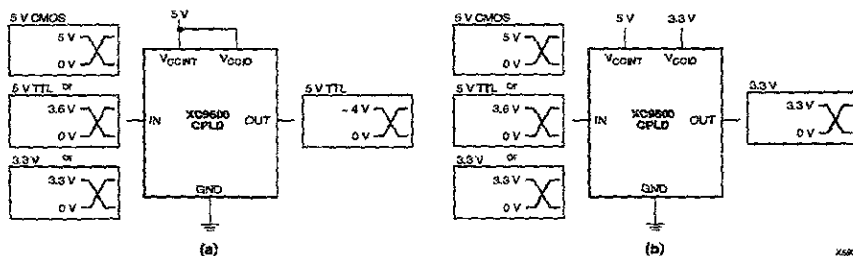 5 V CMOS
5 V
0 V
5 V TTL or
3.6 V
0 V
3.3 V or
3.3 V
0 V
5 V
VCCINT VCCIO
IN XC9500 CPLD OUT
GND
5 V TTL
~4 V
0 V
(a)
5 V CMOS
5 V
0 V
5 V TTL or
3.6 V
0 V
3.3 V or
3.3 V
0 V
5 V 3.3 V
VCCINT VCCIO
IN XC9500 CPLD OUT
GND
3.3 V
3.3 V
0 V
(b)